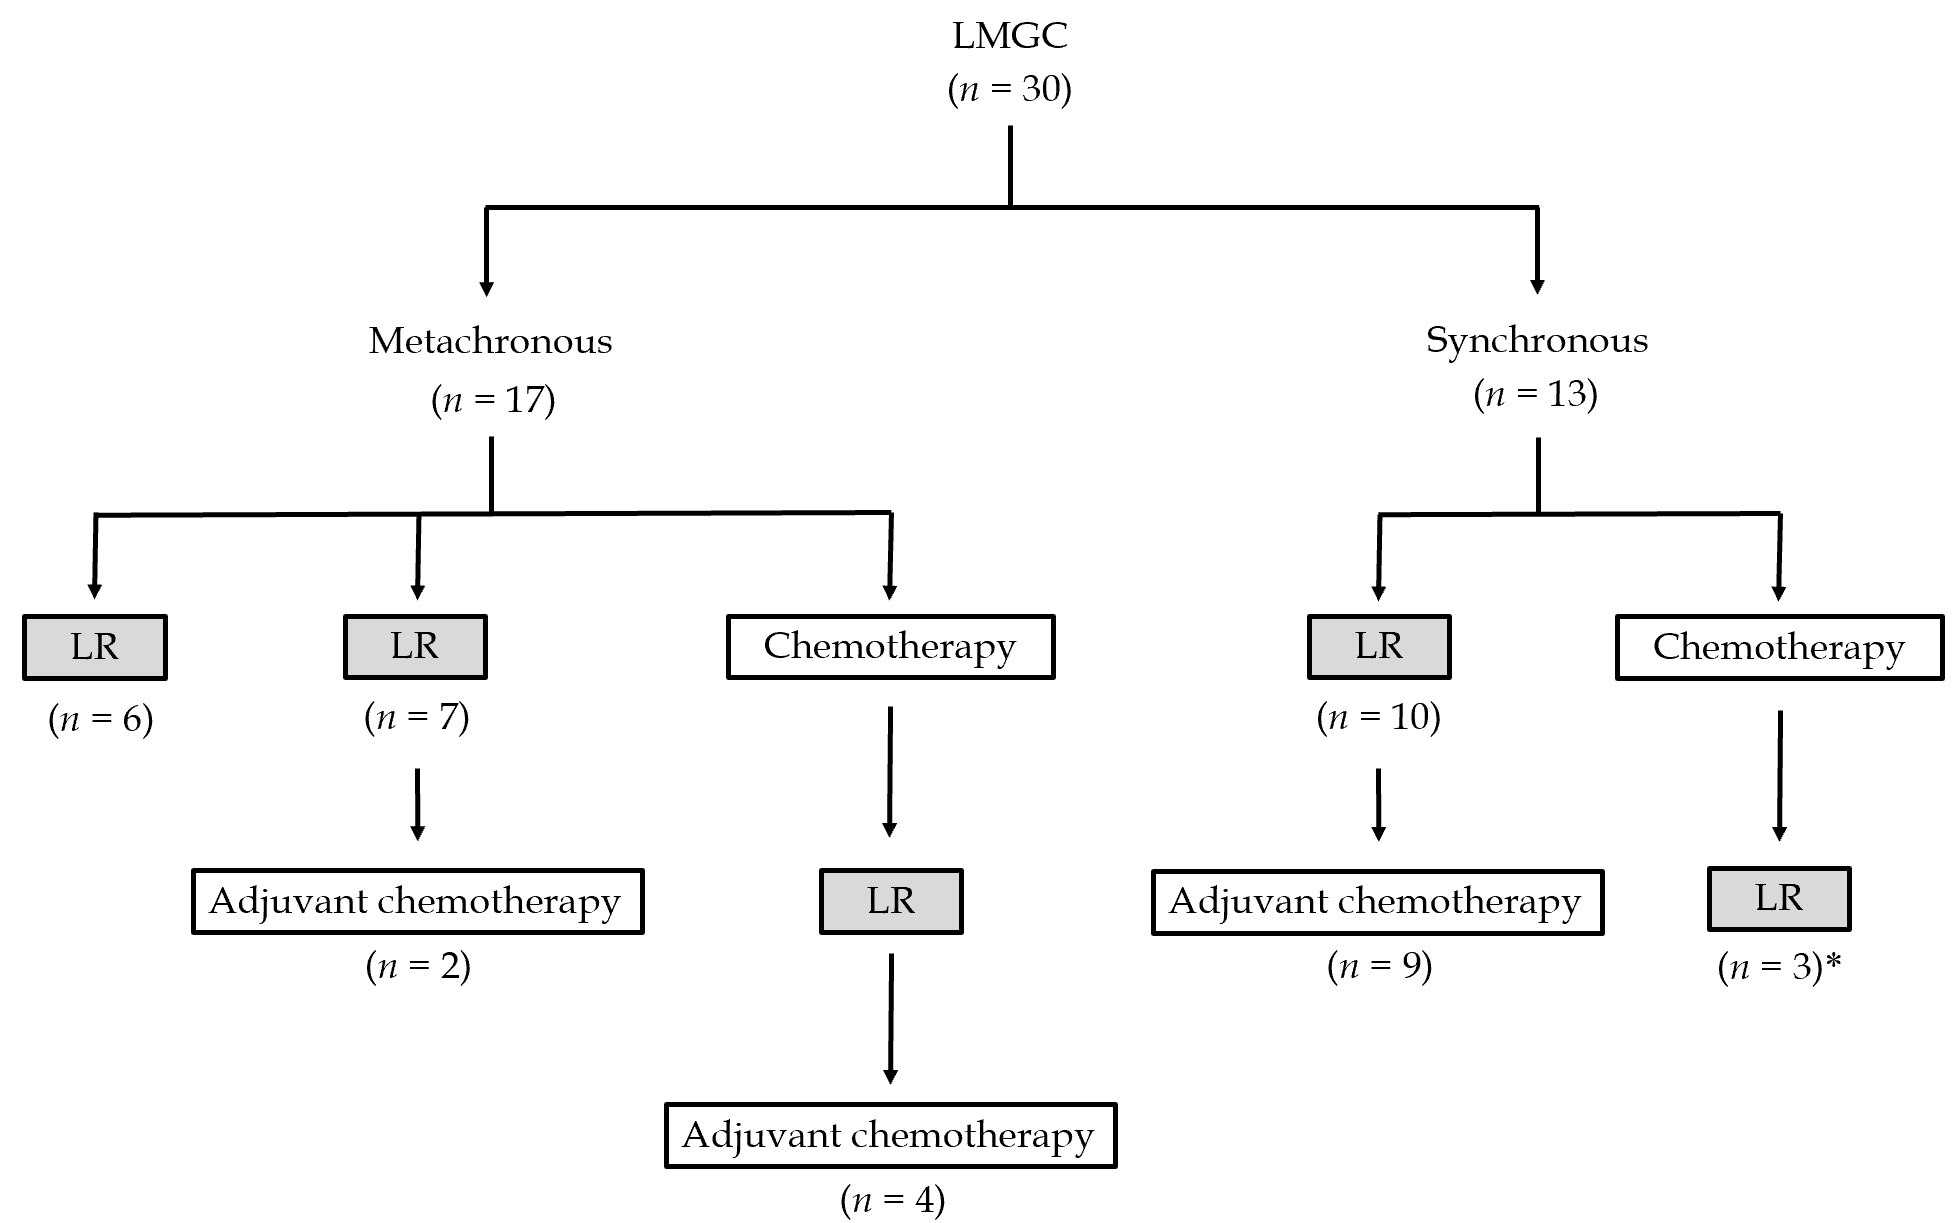 LMGC
(n = 30)
Metachronous
(n = 17)
Synchronous
(n = 13)
LR
(n = 6)
LR
(n = 7)
Chemotherapy
LR
(n = 10)
Chemotherapy
Adjuvant chemotherapy
(n = 2)
LR
Adjuvant chemotherapy
(n = 9)
LR
(n = 3)*
Adjuvant chemotherapy
(n = 4)